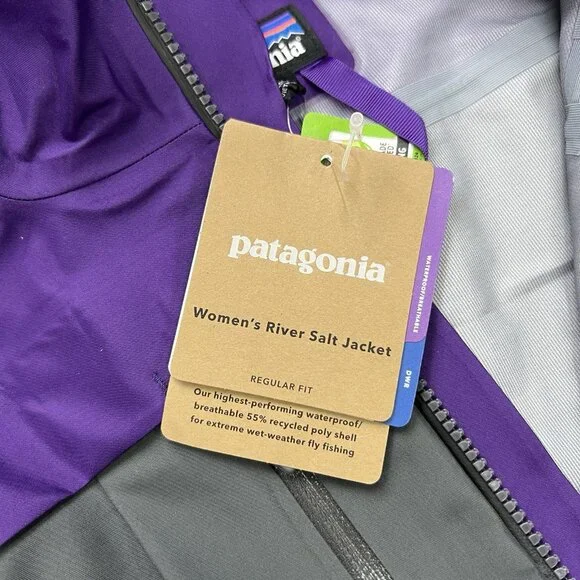 nia
patagonia
Women's River Salt Jacket
REGULAR FIT
Our highest-performing waterproof/
breathable 55% recycled poly shell
for extreme wet-weather fly fishing
WATERPROOF/BREATHABLE
DWR